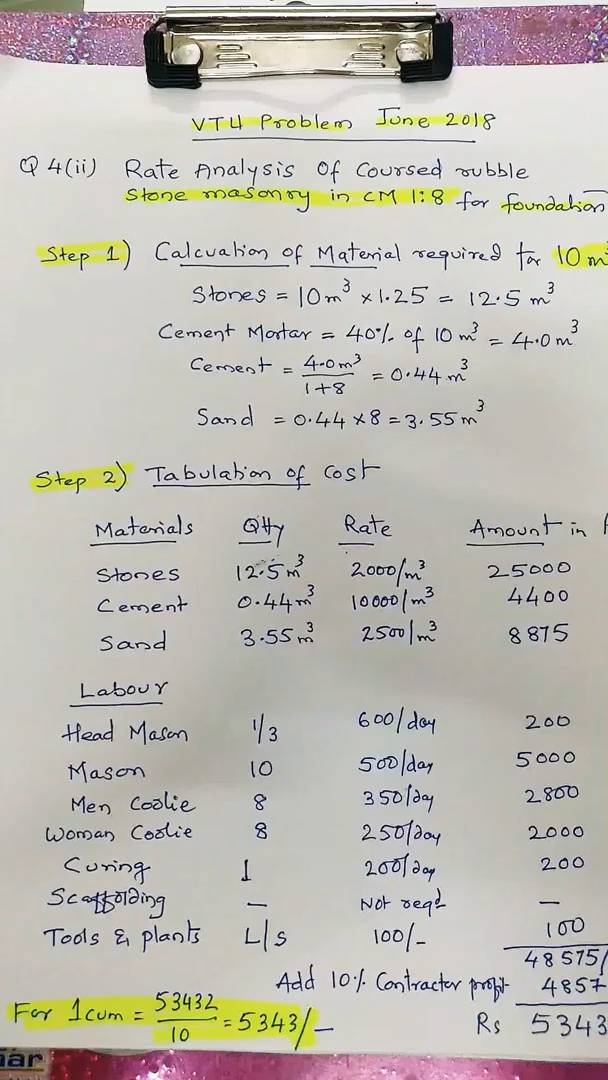 VTU Problem June 2018
Q 4(ii) Rate Analysis Of Coursed rubble
Stone masonry in CM 1:8 for foundation
Step 1) Calcuation of Material required for 10 m³
Stones = 10m³ × 1.25 = 12.5 m³
Cement Mortar = 40% of 10 m³ = 4.0 m³
Cement = 4.0m³ / 1+8 = 0.44 m³
Sand = 0.44 × 8 = 3.55 m³
Step 2) Tabulation of Cost
Materials Qtty Rate Amount in
Stones 12.5m³ 2000/m³ 25000
Cement 0.44m³ 10000/m³ 4400
Sand 3.55m³ 2500/m³ 8875
Labour
Head Mason 1/3 600/day 200
Mason 10 500/day 5000
Men Coolie 8 350/day 2800
Woman Coolie 8 250/day 2000
Curing 1 200/day 200
Scaffolding — Not reqd —
Tools & plants L/s 100/- 100
48575/
Add 10% Contractor profit 4857
For 1cum = 53432/10 = 5343/-
Rs 5343